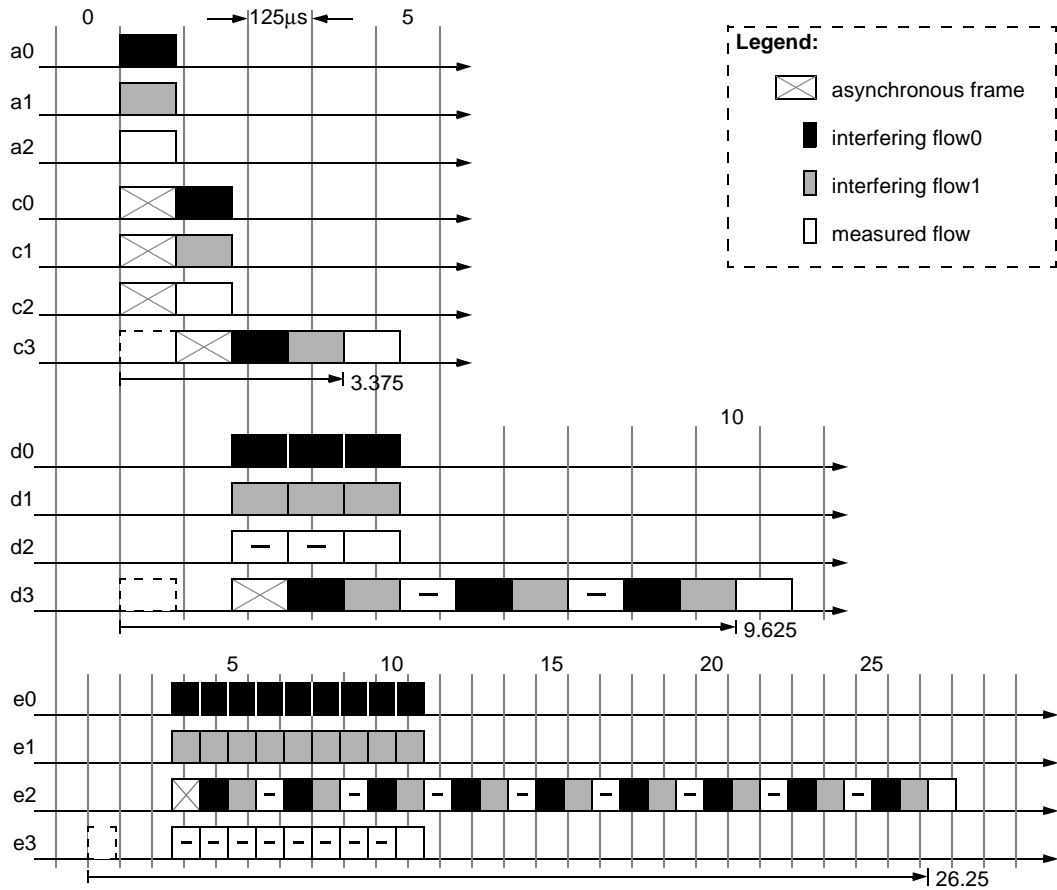 0
125µs
5
a0
a1
a2
c0
c1
c2
c3
3.375
Legend:
asynchronous frame
interfering flow0
interfering flow1
measured flow
10
d0
d1
d2
d3
9.625
5
10
15
20
25
e0
e1
e2
e3
26.25